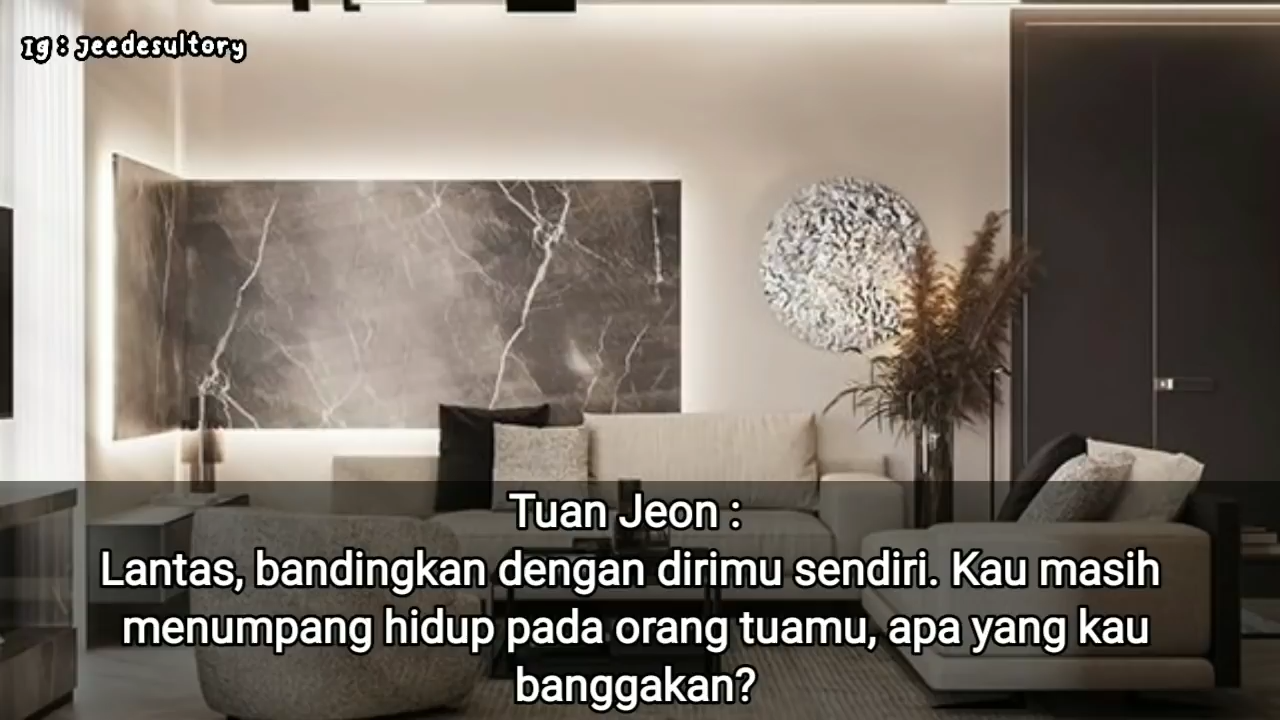 Ig : jeedesultory
Tuan Jeon :
Lantas, bandingkan dengan dirimu sendiri. Kau masih
menumpang hidup pada orang tuamu, apa yang kau
banggakan?